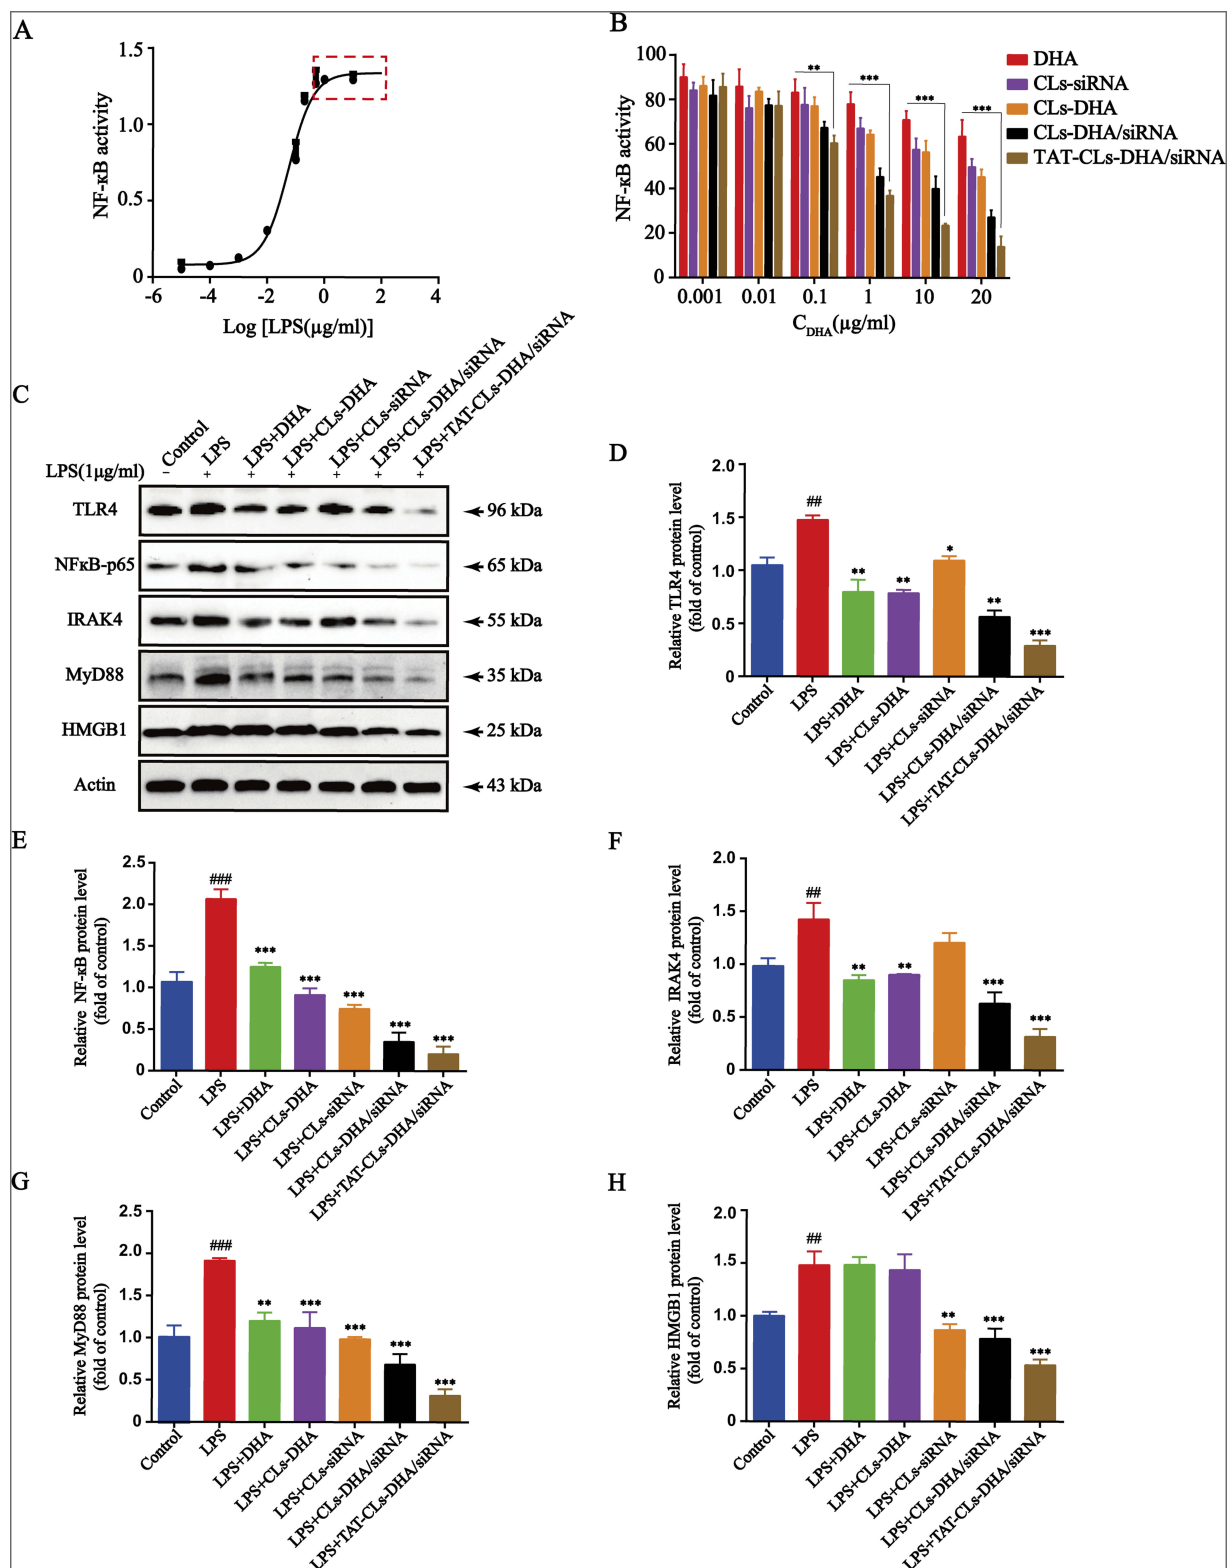 A
1.5
1.0
0.5
0
NF-κB activity
-6 -4 -2 0 2 4
Log [LPS(μg/ml)]
B
100
80
60
40
20
0
NF-κB activity
** *** *** ***
0.001 0.01 0.1 1 10 20
C_DHA(μg/ml)
DHA
CLs-siRNA
CLs-DHA
CLs-DHA/siRNA
TAT-CLs-DHA/siRNA
C
Control
LPS
LPS+DHA
LPS+CLs-DHA
LPS+CLs-siRNA
LPS+CLs-DHA/siRNA
LPS+TAT-CLs-DHA/siRNA
LPS(1μg/ml) - + + + + + +
TLR4 96 kDa
NFκB-p65 65 kDa
IRAK4 55 kDa
MyD88 35 kDa
HMGB1 25 kDa
Actin 43 kDa
D
2.0
1.5
1.0
0.5
0
Relative TLR4 protein level
(fold of control)
## ** ** * ** ***
Control
LPS
LPS+DHA
LPS+CLs-DHA
LPS+CLs-siRNA
LPS+CLs-DHA/siRNA
LPS+TAT-CLs-DHA/siRNA
E
2.5
2.0
1.5
1.0
0.5
0
Relative NF-κB protein level
(fold of control)
### *** *** *** *** ***
Control
LPS
LPS+DHA
LPS+CLs-DHA
LPS+CLs-siRNA
LPS+CLs-DHA/siRNA
LPS+TAT-CLs-DHA/siRNA
F
2.0
1.5
1.0
0.5
0
Relative IRAK4 protein level
(fold of control)
## ** ** *** ***
Control
LPS
LPS+DHA
LPS+CLs-DHA
LPS+CLs-siRNA
LPS+CLs-DHA/siRNA
LPS+TAT-CLs-DHA/siRNA
G
2.5
2.0
1.5
1.0
0.5
0
Relative MyD88 protein level
(fold of control)
### ** *** *** *** ***
Control
LPS
LPS+DHA
LPS+CLs-DHA
LPS+CLs-siRNA
LPS+CLs-DHA/siRNA
LPS+TAT-CLs-DHA/siRNA
H
2.0
1.5
1.0
0.5
0
Relative HMGB1 protein level
(fold of control)
## ** *** ***
Control
LPS
LPS+DHA
LPS+CLs-DHA
LPS+CLs-siRNA
LPS+CLs-DHA/siRNA
LPS+TAT-CLs-DHA/siRNA